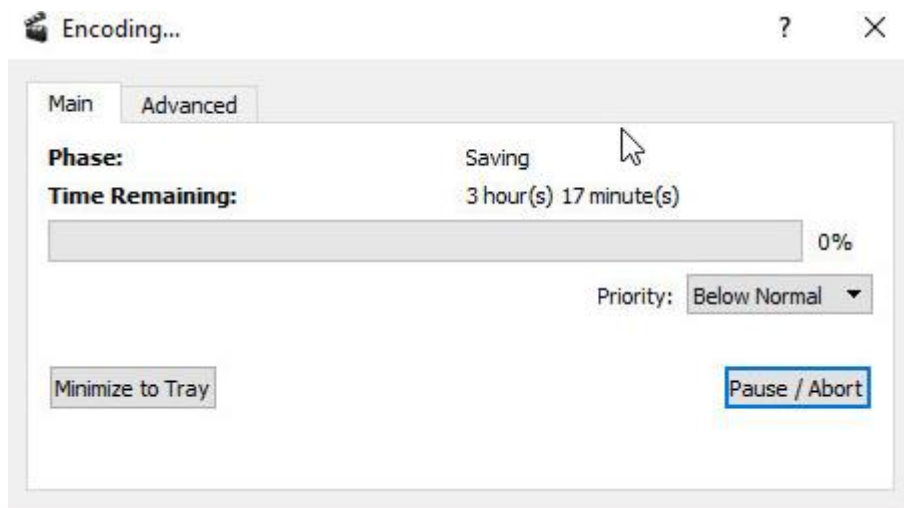 Encoding...
?
Main Advanced
Phase: Saving
Time Remaining: 3 hour(s) 17 minute(s)
0%
Priority: Below Normal
Minimize to Tray Pause / Abort